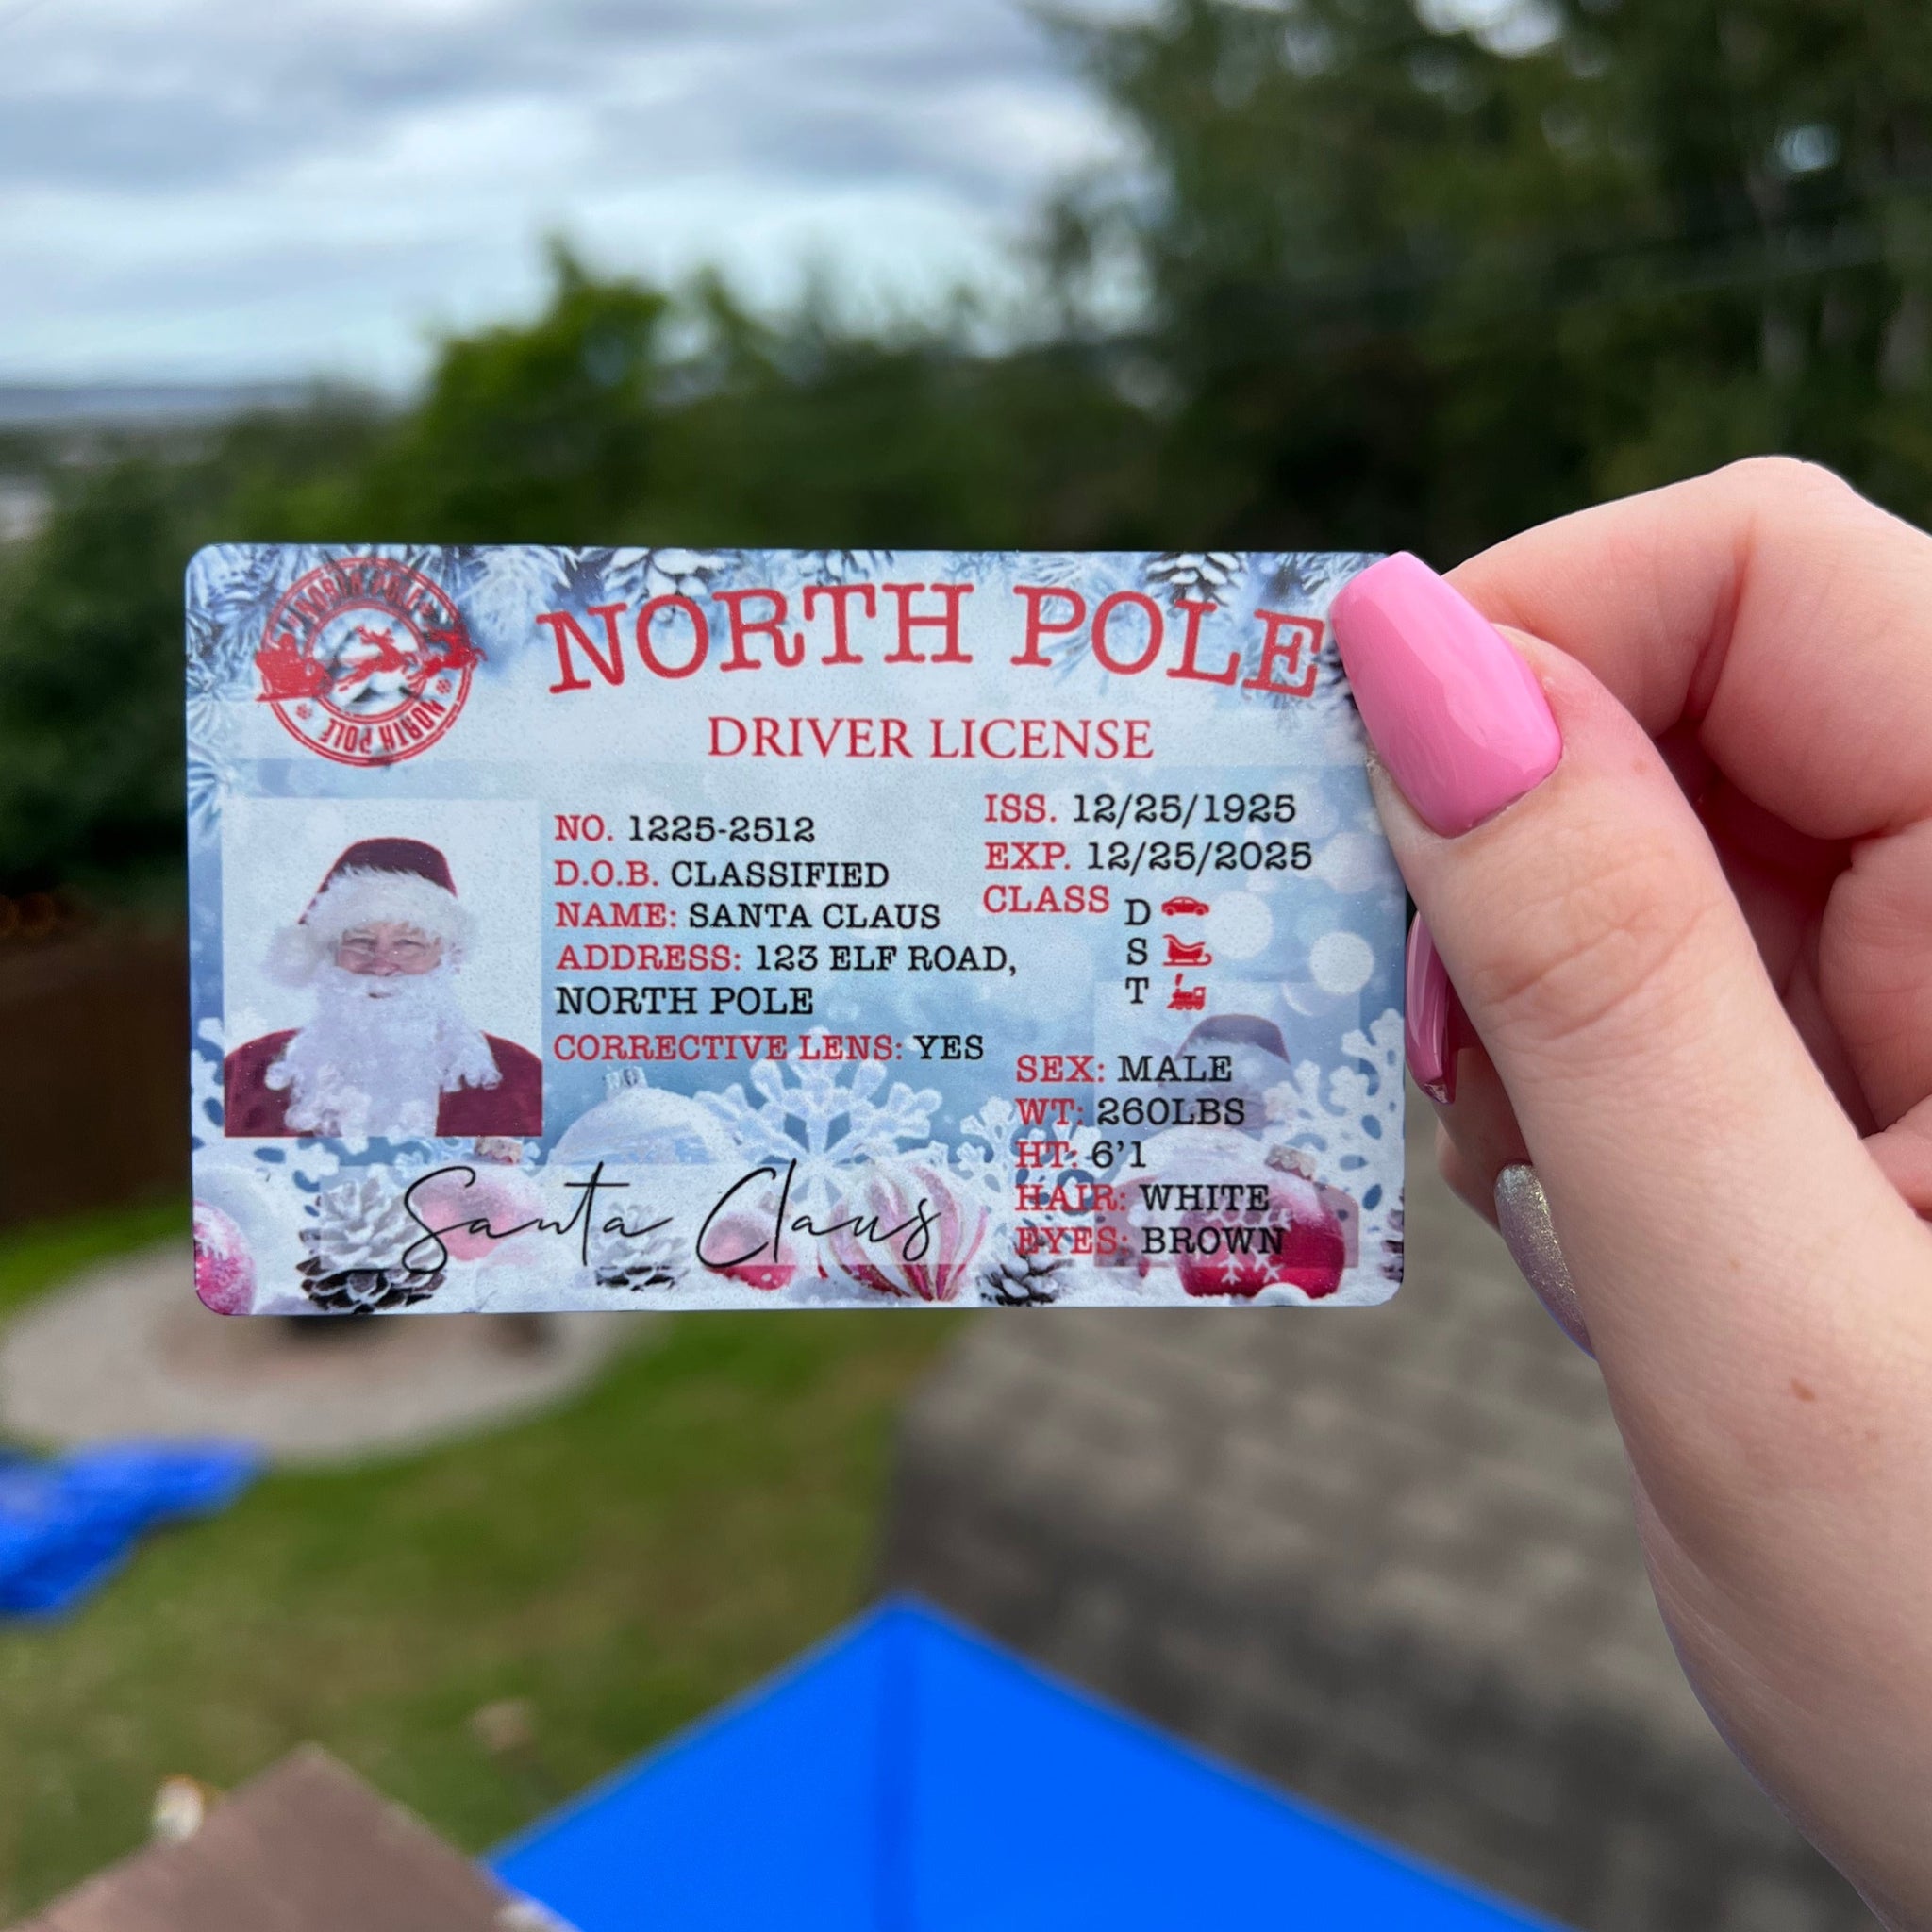 NORTH POLE
NORTH POLE
NORTH POLE
DRIVER LICENSE
NO. 1225-2512
D.O.B. CLASSIFIED
NAME: SANTA CLAUS
ADDRESS: 123 ELF ROAD,
NORTH POLE
CORRECTIVE LENS: YES
ISS. 12/25/1925
EXP. 12/25/2025
CLASS D
S
T
SEX: MALE
WT: 260LBS
HT: 6'1
HAIR: WHITE
EYES: BROWN
Santa Claus